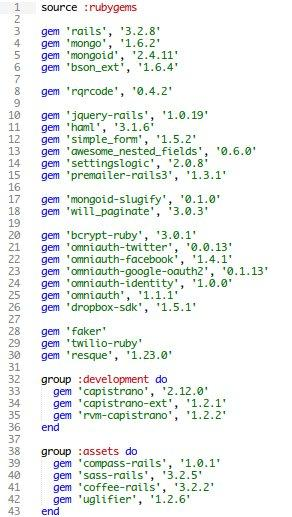 1 source :rubygems
2
3 gem 'rails', '3.2.8'
4 gem 'mongo', '1.6.2'
5 gem 'mongoid', '2.4.11'
6 gem 'bson_ext', '1.6.4'
7
8 gem 'rqrcode', '0.4.2'
9
10 gem 'jquery-rails', '1.0.19'
11 gem 'haml', '3.1.6'
12 gem 'simple_form', '1.5.2'
13 gem 'awesome_nested_fields', '0.6.0'
14 gem 'settingslogic', '2.0.8'
15 gem 'premailer-rails3', '1.3.1'
16
17 gem 'mongoid-slugify', '0.1.0'
18 gem 'will_paginate', '3.0.3'
19
20 gem 'bcrypt-ruby', '3.0.1'
21 gem 'omniauth-twitter', '0.0.13'
22 gem 'omniauth-facebook', '1.4.1'
23 gem 'omniauth-google-oauth2', '0.1.13'
24 gem 'omniauth-identity', '1.0.0'
25 gem 'omniauth', '1.1.1'
26 gem 'dropbox-sdk', '1.5.1'
27
28 gem 'faker'
29 gem 'twilio-ruby'
30 gem 'resque', '1.23.0'
31
32 group :development do
33 gem 'capistrano', '2.12.0'
34 gem 'capistrano-ext', '1.2.1'
35 gem 'rvm-capistrano', '1.2.2'
36 end
37
38 group :assets do
39 gem 'compass-rails', '1.0.1'
40 gem 'sass-rails', '3.2.5'
41 gem 'coffee-rails', '3.2.2'
42 gem 'uglifier', '1.2.6'
43 end